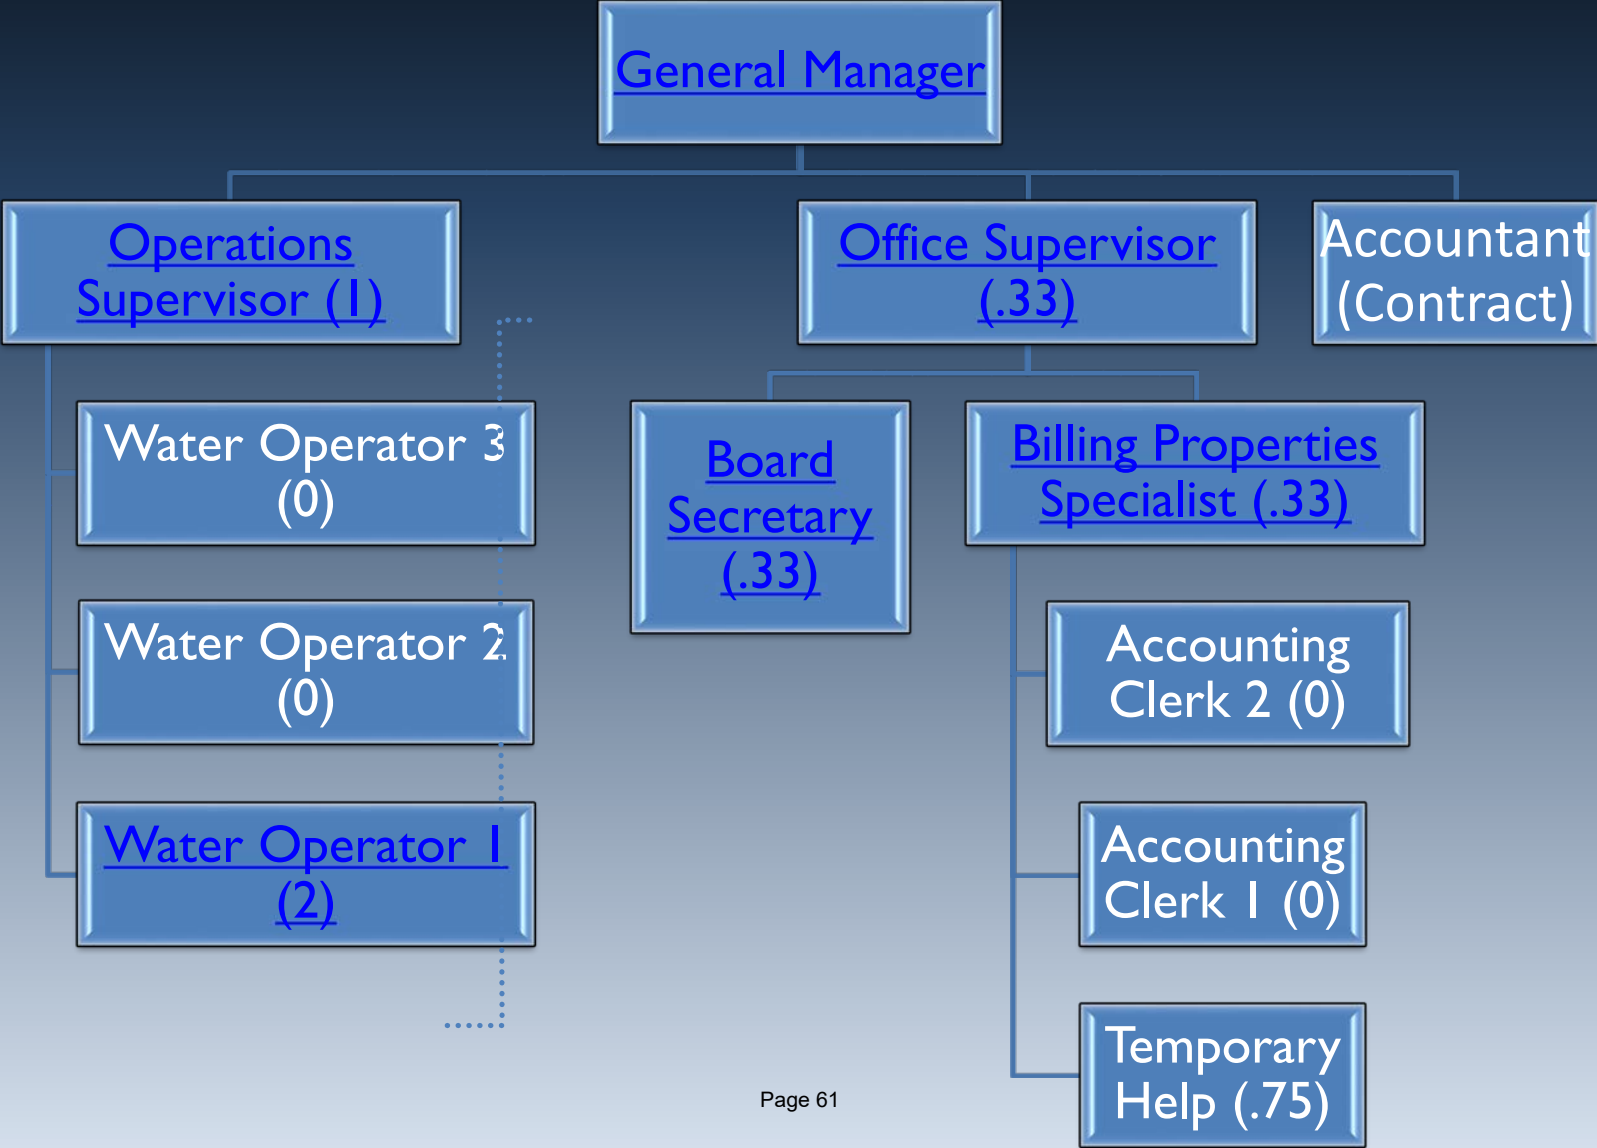 General Manager
Operations
Supervisor (1)
Office Supervisor
(.33)
Accountant
(Contract)
Water Operator 3
(0)
Water Operator 2
(0)
Water Operator 1
(2)
Board
Secretary
(.33)
Billing Properties
Specialist (.33)
Accounting
Clerk 2 (0)
Accounting
Clerk 1 (0)
Temporary
Help (.75)
Page 61